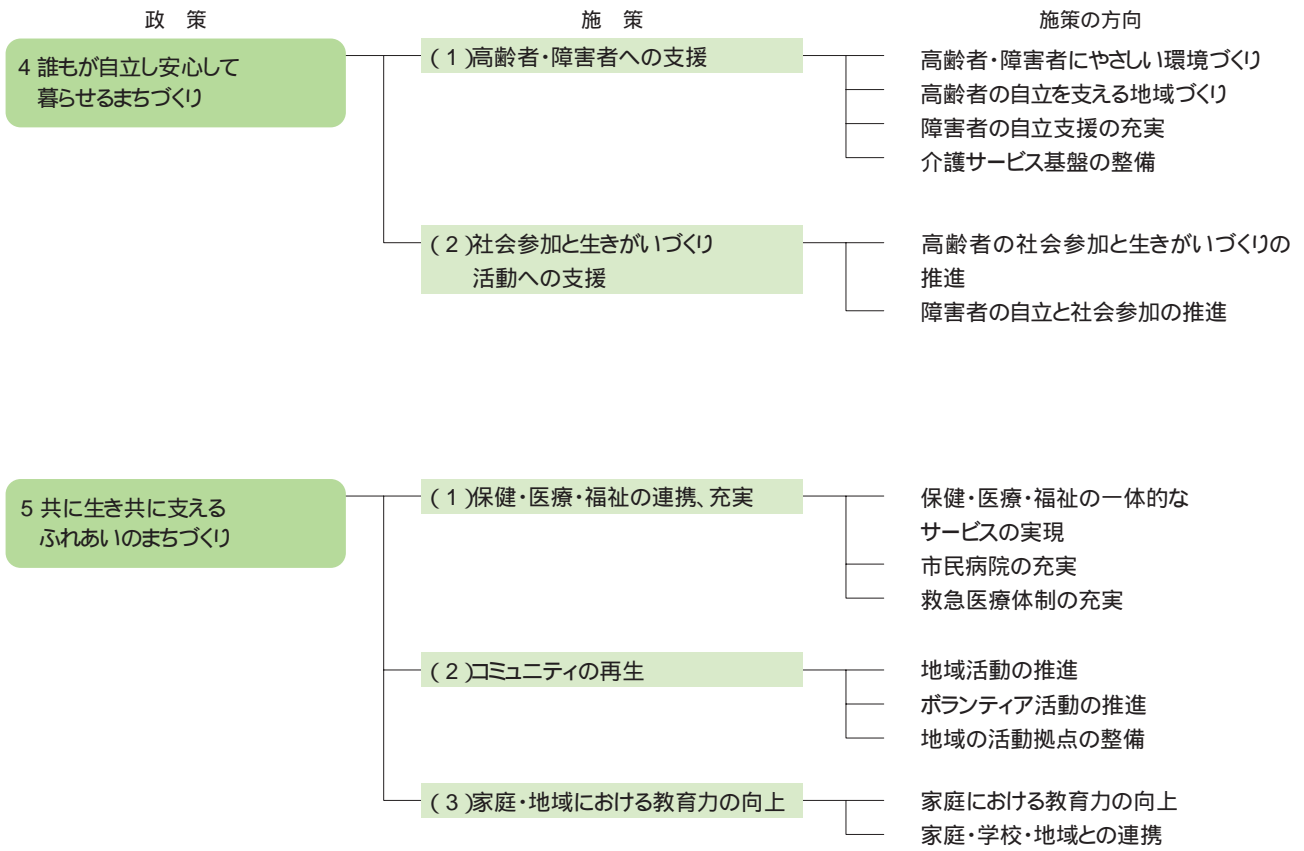 政 策
施 策
施策の方向
4 誰もが自立し安心して
暮らせるまちづくり
(1)高齢者・障害者への支援
高齢者・障害者にやさしい環境づくり
高齢者の自立を支える地域づくり
障害者の自立支援の充実
介護サービス基盤の整備
(2)社会参加と生きがいづくり
活動への支援
高齢者の社会参加と生きがいづくりの
推進
障害者の自立と社会参加の推進
5 共に生き共に支える
ふれあいのまちづくり
(1)保健・医療・福祉の連携、充実
保健・医療・福祉の一体的な
サービスの実現
市民病院の充実
救急医療体制の充実
(2)コミュニティの再生
地域活動の推進
ボランティア活動の推進
地域の活動拠点の整備
(3)家庭・地域における教育力の向上
家庭における教育力の向上
家庭・学校・地域との連携